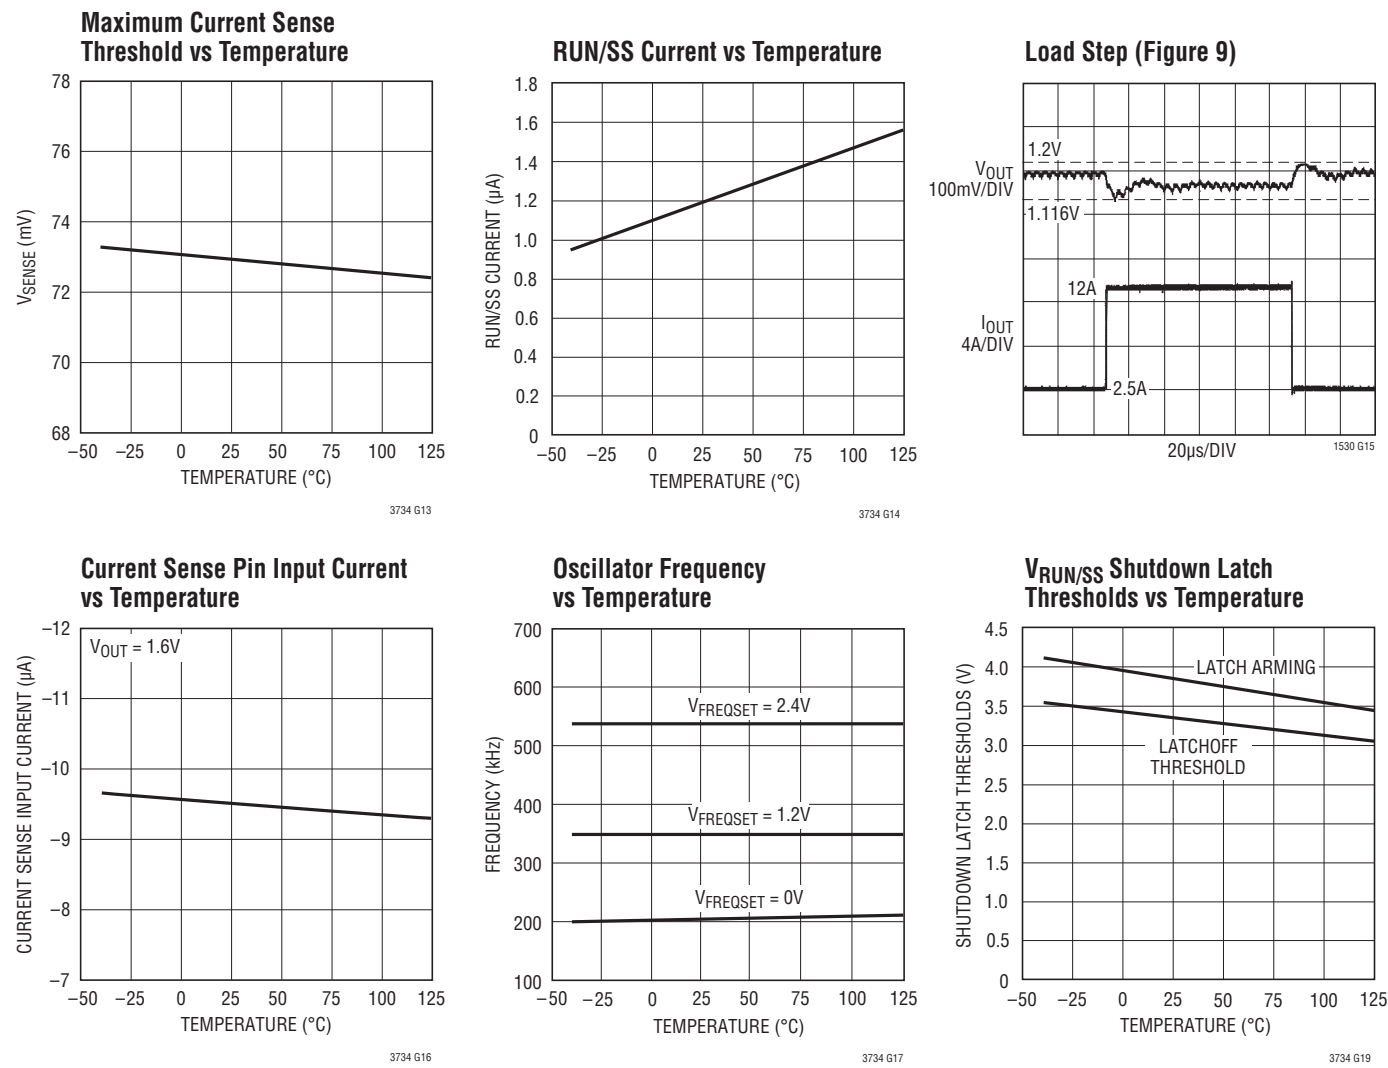 Maximum Current Sense
Threshold vs Temperature
78
76
74
72
70
68
VSENSE (mV)
–50 –25 0 25 50 75 100 125
TEMPERATURE (°C)
3734 G13
RUN/SS Current vs Temperature
1.8
1.6
1.4
1.2
1.0
0.8
0.6
0.4
0.2
0
RUN/SS CURRENT (µA)
–50 –25 0 25 50 75 100 125
TEMPERATURE (°C)
3734 G14
Load Step (Figure 9)
1.2V
VOUT
100mV/DIV
1.116V
12A
IOUT
4A/DIV
2.5A
20µs/DIV
1530 G15
Current Sense Pin Input Current
vs Temperature
–12
–11
–10
–9
–8
–7
CURRENT SENSE INPUT CURRENT (µA)
VOUT = 1.6V
–50 –25 0 25 50 75 100 125
TEMPERATURE (°C)
3734 G16
Oscillator Frequency
vs Temperature
700
600
500
400
300
200
100
FREQUENCY (kHz)
VFREQSET = 2.4V
VFREQSET = 1.2V
VFREQSET = 0V
–50 –25 0 25 50 75 100 125
TEMPERATURE (°C)
3734 G17
VRUN/SS Shutdown Latch
Thresholds vs Temperature
4.5
4.0
3.5
3.0
2.5
2.0
1.5
1.0
0.5
0
SHUTDOWN LATCH THRESHOLDS (V)
LATCH ARMING
LATCHOFF
THRESHOLD
–50 –25 0 25 50 75 100 125
TEMPERATURE (°C)
3734 G19